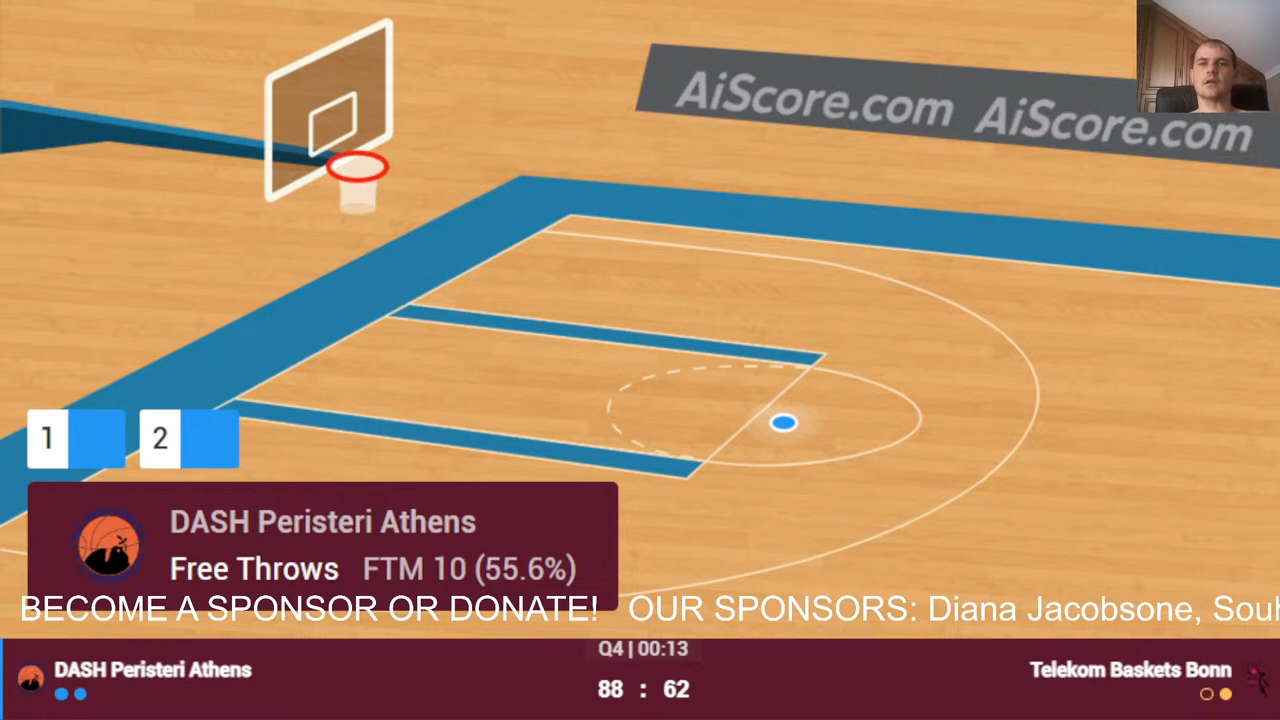 AiScore.com AiScore.com
1 2
DASH Peristeri Athens
Free Throws FTM 10 (55.6%)
BECOME A SPONSOR OR DONATE! OUR SPONSORS: Diana Jacobsone,
Q4 | 00:13
DASH Peristeri Athens 88 : 62 Telekom Baskets Bonn